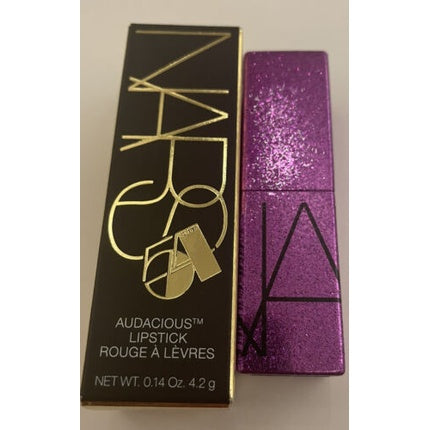 NARS
54
AUDACIOUS™
LIPSTICK
ROUGE À LÈVRES
NET WT. 0.14 Oz. 4.2 g
NA